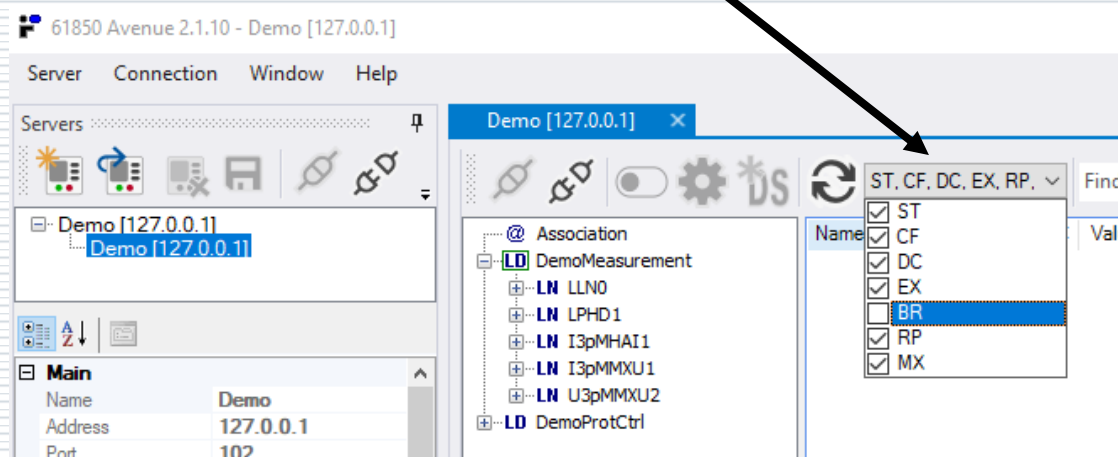 61850 Avenue 2.1.10 - Demo [127.0.0.1]
Server Connection Window Help
Servers
Demo [127.0.0.1]
Demo [127.0.0.1]
Main
Name Demo
Address 127.0.0.1
Port 102
Demo [127.0.0.1]
DS
ST, CF, DC, EX, RP,
@ Association
LD DemoMeasurement
LN LLN0
LN LPHD1
LN I3pMHAI1
LN I3pMMXU1
LN U3pMMXU2
LD DemoProtCtrl
Name
ST
CF
DC
EX
BR
RP
MX